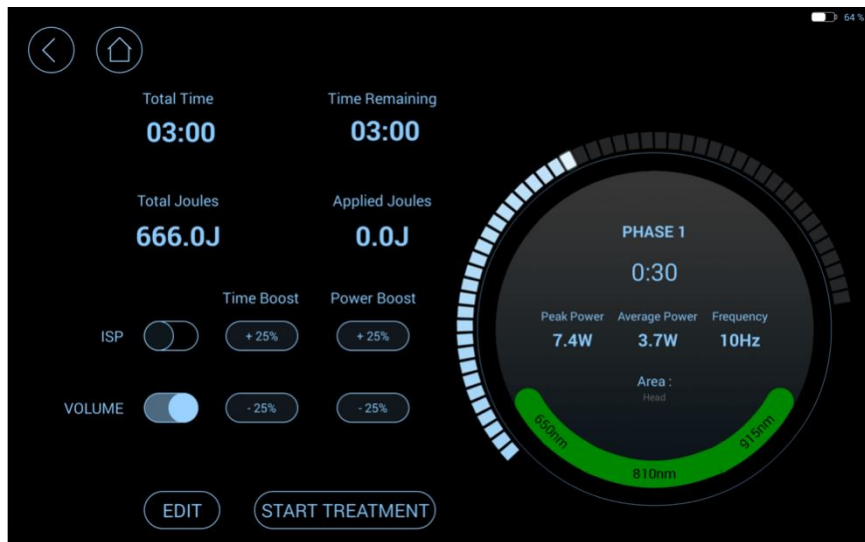 64 %
Total Time
Time Remaining
03:00
03:00
Total Joules
Applied Joules
666.0J
0.0J
Time Boost
Power Boost
ISP
+ 25%
+ 25%
VOLUME
- 25%
- 25%
EDIT
START TREATMENT
PHASE 1
0:30
Peak Power
Average Power
Frequency
7.4W
3.7W
10Hz
Area :
Head
650nm
810nm
915nm